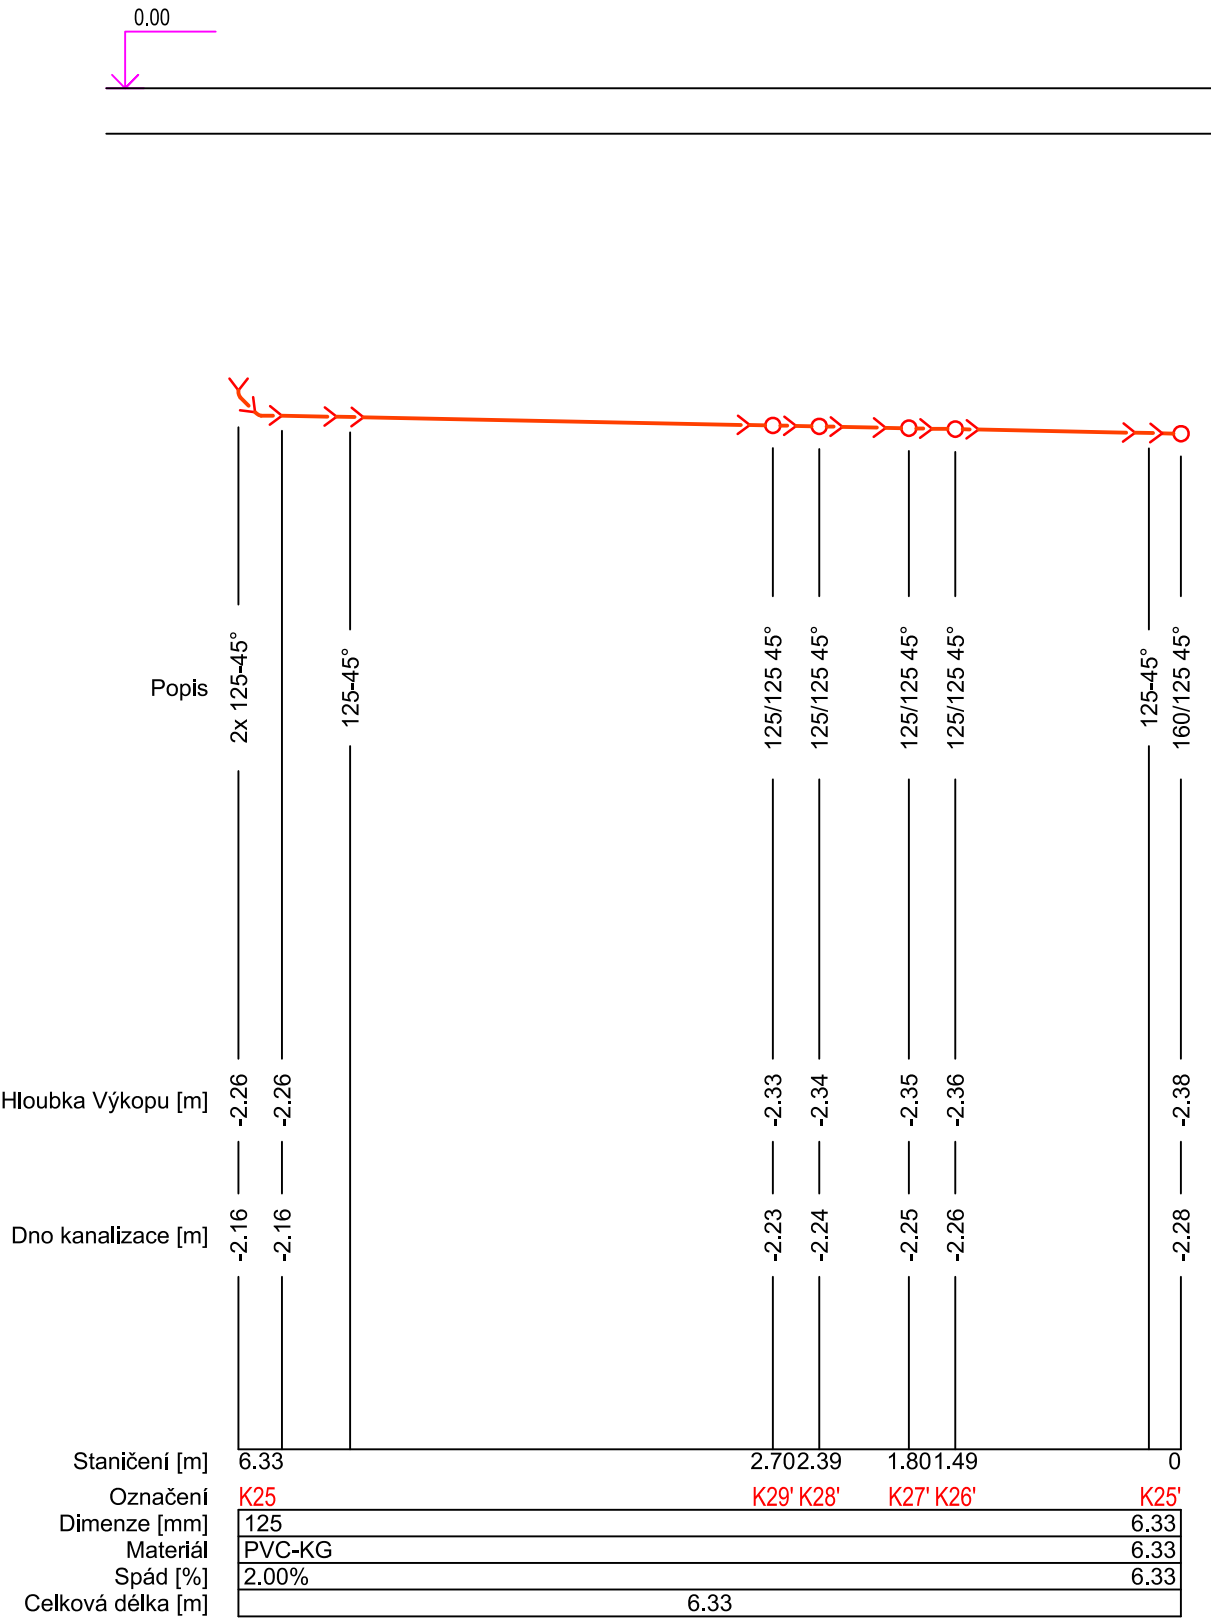 0.00
Popis
2x 125-45°
125-45°
125/125 45°
125/125 45°
125/125 45°
125/125 45°
125-45°
160/125 45°
Hloubka Výkopu [m]
-2.26
-2.26
-2.33
-2.34
-2.35
-2.36
-2.38
Dno kanalizace [m]
-2.16
-2.16
-2.23
-2.24
-2.25
-2.26
-2.28
Staničení [m] 6.33 2.70 2.39 1.80 1.49 0
Označení K25 K29' K28' K27' K26' K25'
Dimenze [mm] 125 6.33
Materiál PVC-KG 6.33
Spád [%] 2.00% 6.33
Celková délka [m] 6.33